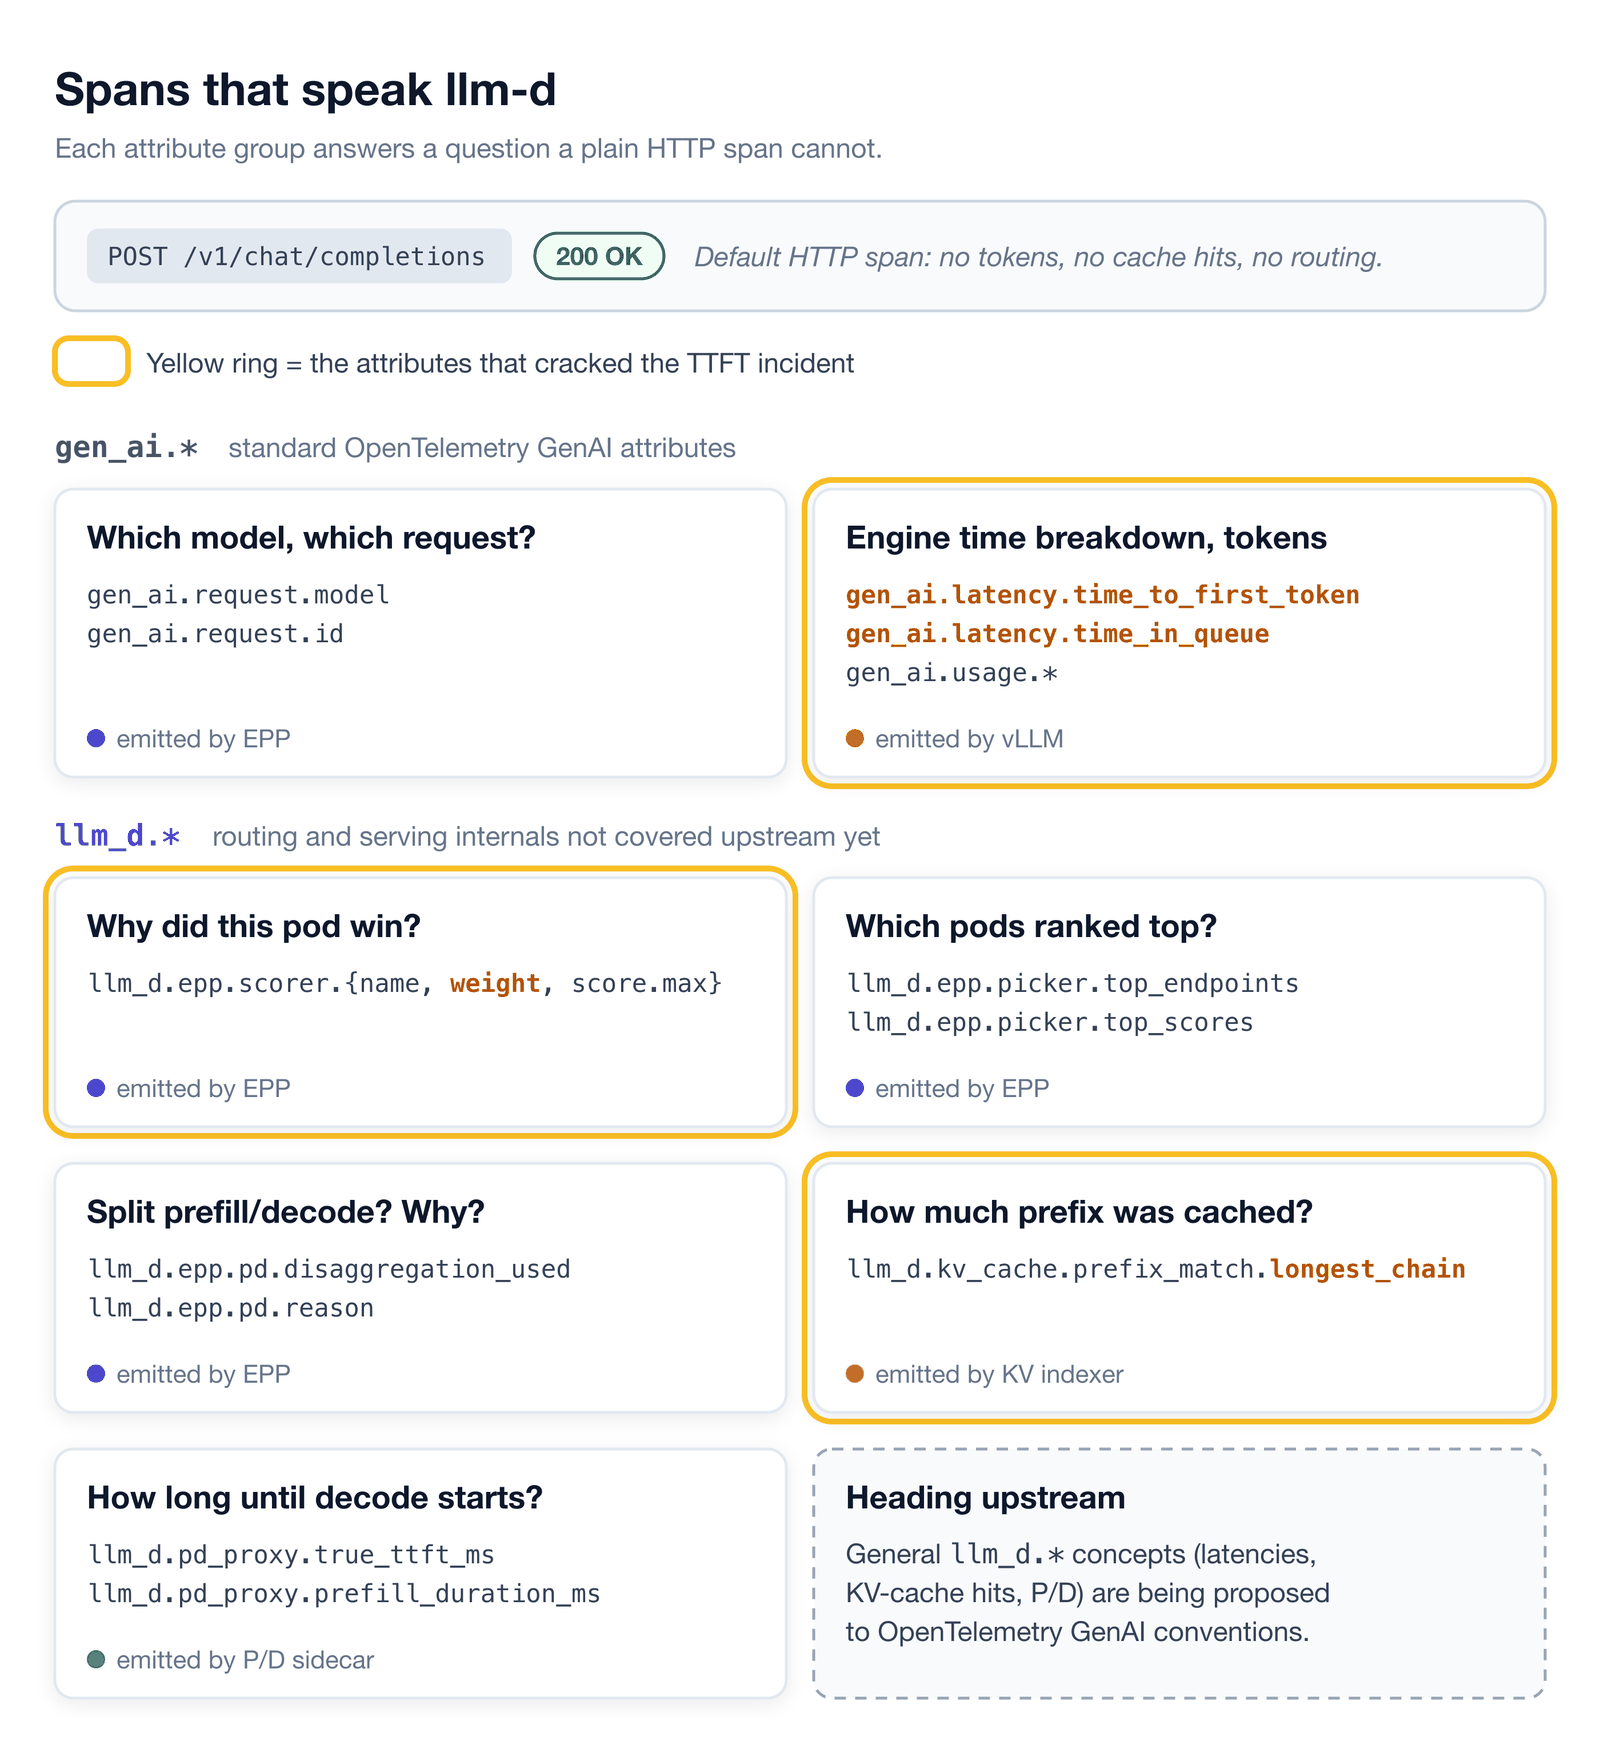 Spans that speak llm-d
Each attribute group answers a question a plain HTTP span cannot.
POST /v1/chat/completions 200 OK Default HTTP span: no tokens, no cache hits, no routing.
Yellow ring = the attributes that cracked the TTFT incident
gen_ai.* standard OpenTelemetry GenAI attributes
Which model, which request?
gen_ai.request.model
gen_ai.request.id
emitted by EPP
Engine time breakdown, tokens
gen_ai.latency.time_to_first_token
gen_ai.latency.time_in_queue
gen_ai.usage.*
emitted by vLLM
llm_d.* routing and serving internals not covered upstream yet
Why did this pod win?
llm_d.epp.scorer.{name, weight, score.max}
emitted by EPP
Which pods ranked top?
llm_d.epp.picker.top_endpoints
llm_d.epp.picker.top_scores
emitted by EPP
Split prefill/decode? Why?
llm_d.epp.pd.disaggregation_used
llm_d.epp.pd.reason
emitted by EPP
How much prefix was cached?
llm_d.kv_cache.prefix_match.longest_chain
emitted by KV indexer
How long until decode starts?
llm_d.pd_proxy.true_ttft_ms
llm_d.pd_proxy.prefill_duration_ms
emitted by P/D sidecar
Heading upstream
General llm_d.* concepts (latencies,
KV-cache hits, P/D) are being proposed
to OpenTelemetry GenAI conventions.